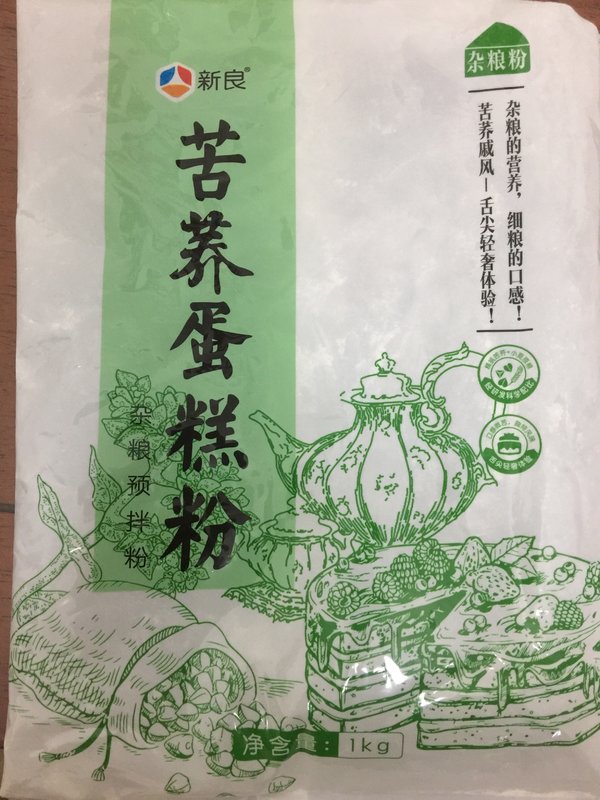 新良®
苦荞蛋糕粉
杂粮预拌粉
杂粮粉
杂粮的营养，细粮的口感！
苦荞戚风－舌尖轻奢体验！
净含量：1kg